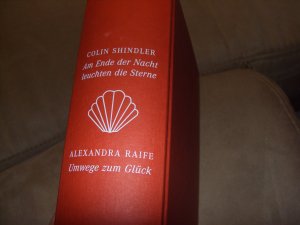 COLIN SHINDLER
Am Ende der Nacht
leuchten die Sterne
ALEXANDRA RAIFE
Umwege zum Glück